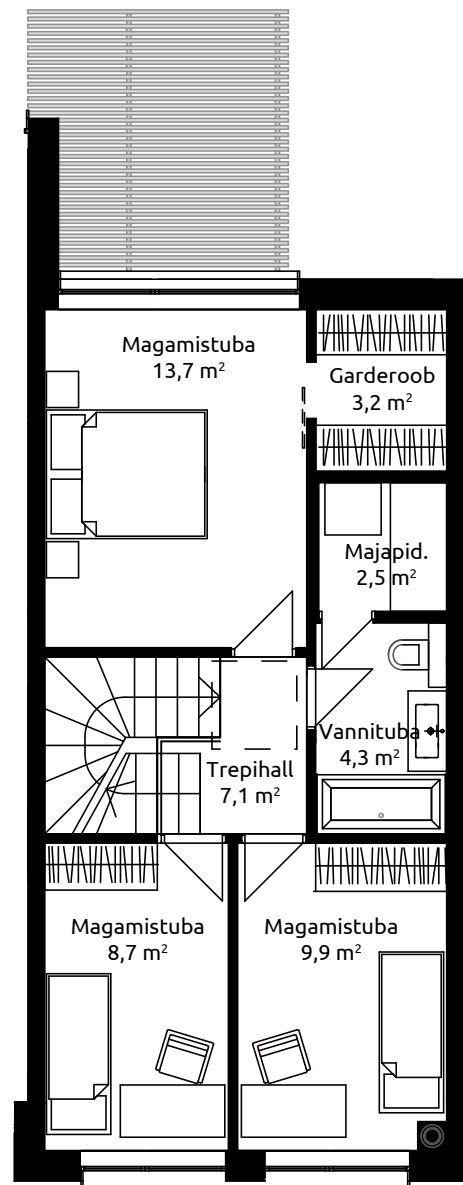 Magamistuba
13,7 m²
Garderoob
3,2 m²
Majapid.
2,5 m²
Vannituba
4,3 m²
Trepihall
7,1 m²
Magamistuba
8,7 m²
Magamistuba
9,9 m²